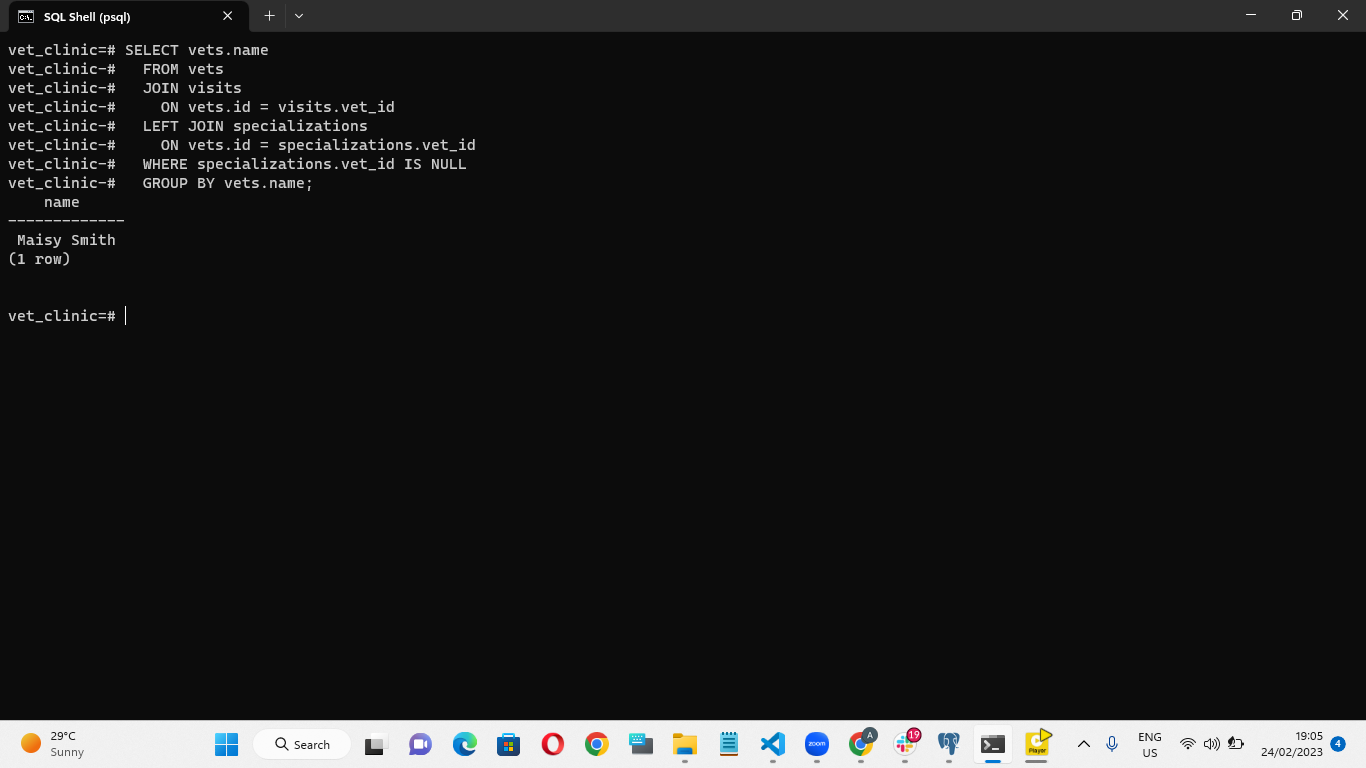 SQL Shell (psql)
vet_clinic=# SELECT vets.name
vet_clinic-#   FROM vets
vet_clinic-#   JOIN visits
vet_clinic-#     ON vets.id = visits.vet_id
vet_clinic-#   LEFT JOIN specializations
vet_clinic-#     ON vets.id = specializations.vet_id
vet_clinic-#   WHERE specializations.vet_id IS NULL
vet_clinic-#   GROUP BY vets.name;
    name
-------------
 Maisy Smith
(1 row)
vet_clinic=#
29°C
Sunny
Search
zoom
A
19
Player
ENG
US
19:05
24/02/2023
4